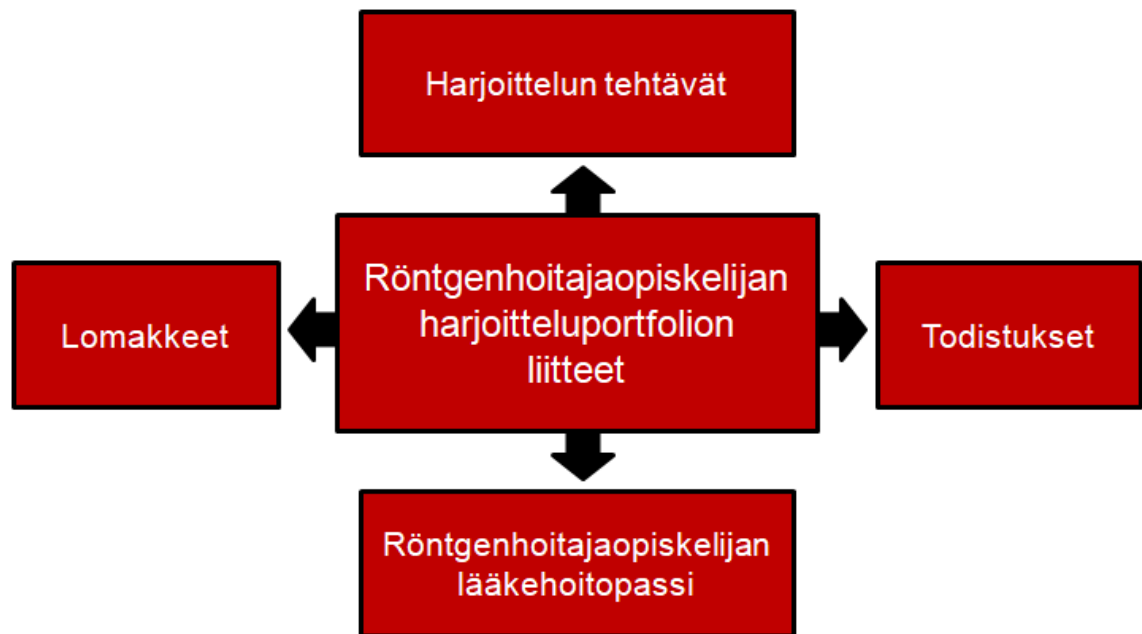 Harjoittelun tehtävät
Röntgenhoitajaopiskelijan
harjoitteluportfolion
liitteet
Lomakkeet
Todistukset
Röntgenhoitajaopiskelijan
lääkehoitopassi